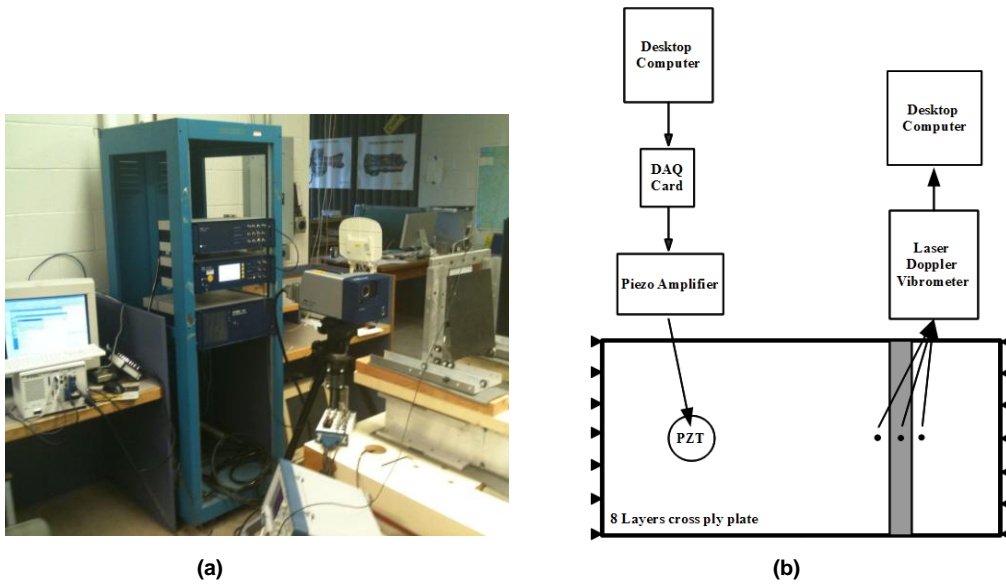 Desktop
Computer
Desktop
Computer
DAQ
Card
Laser
Doppler
Vibrometer
Piezo Amplifier
PZT
8 Layers cross ply plate
(a)
(b)